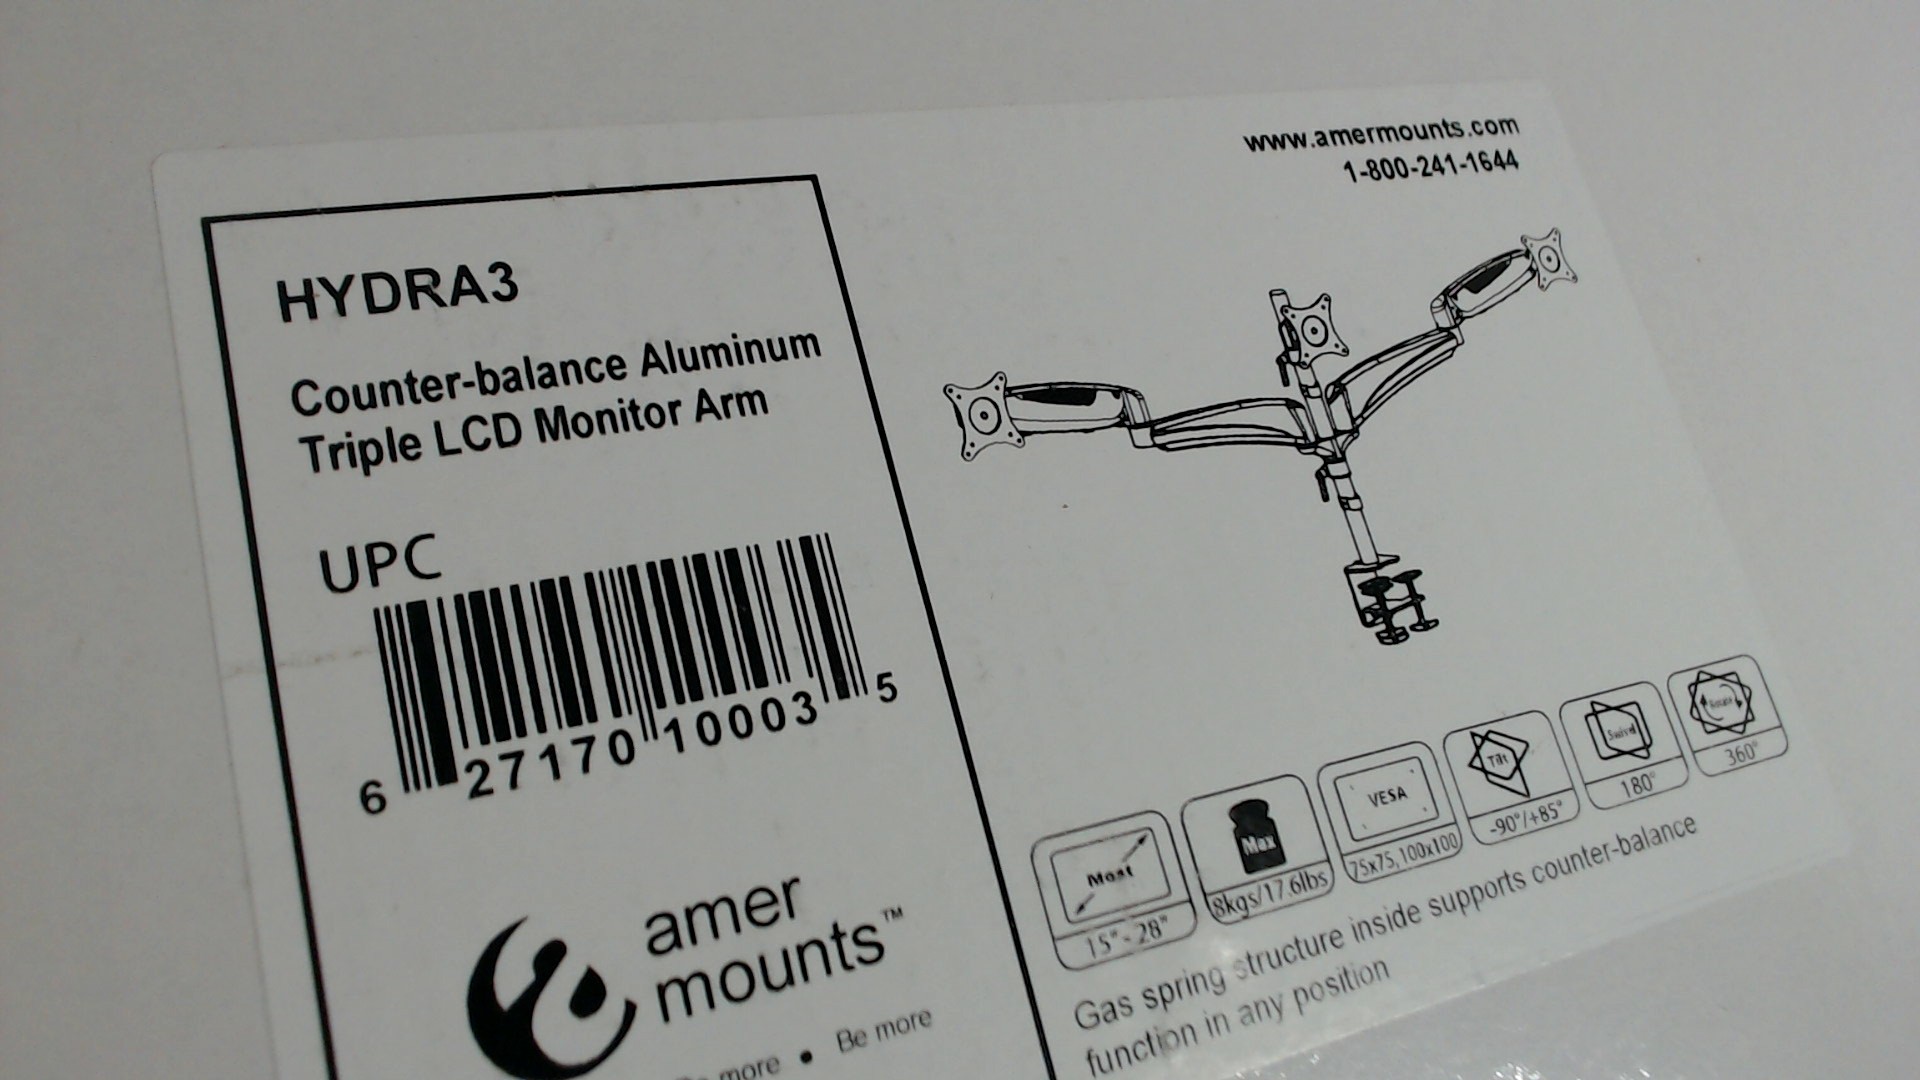 www.amermounts.com
1-800-241-1644
HYDRA3
Counter-balance Aluminum
Triple LCD Monitor Arm
UPC
6 27170 10003 5
amer
mounts™
more • Be more
Most
15"-28"
Max
8kgs/17.6lbs
VESA
75x75,100x100
Tilt
-90°/+85°
Swivel
180°
Rotate
360°
Gas spring structure inside supports counter-balance
function in any position